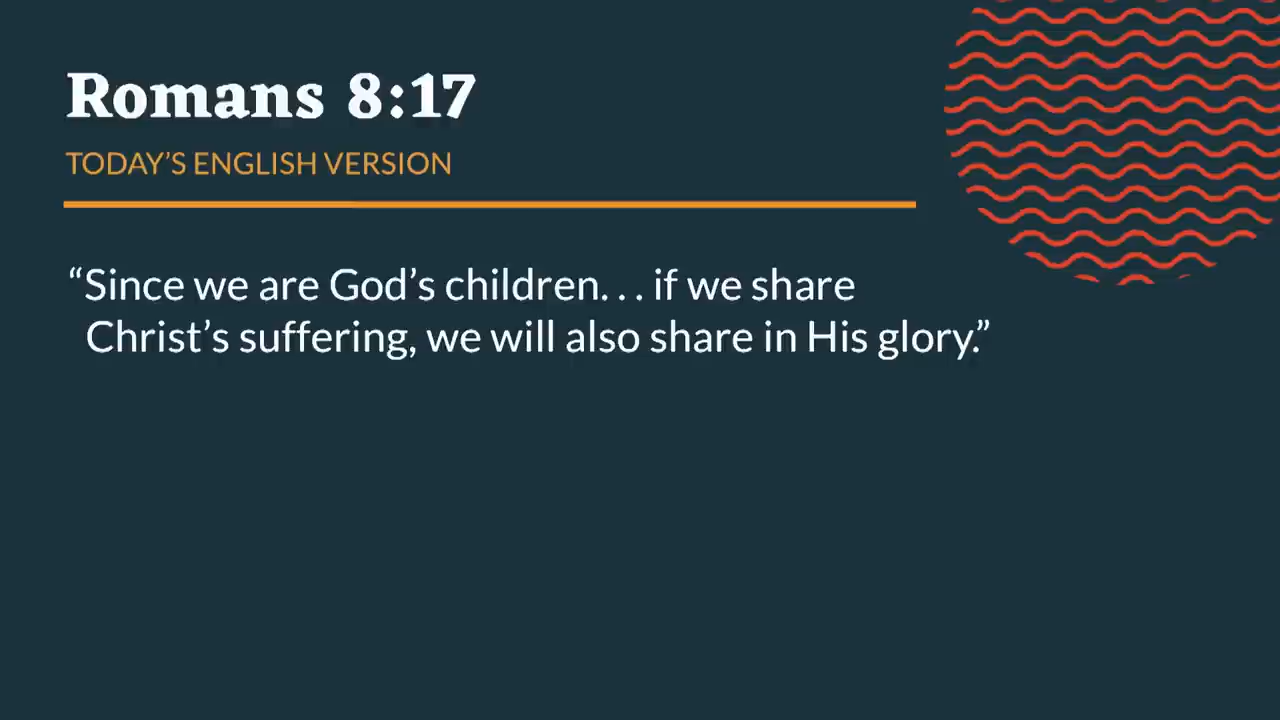 Romans 8:17
TODAY’S ENGLISH VERSION
“Since we are God’s children. . . if we share
Christ’s suffering, we will also share in His glory.”